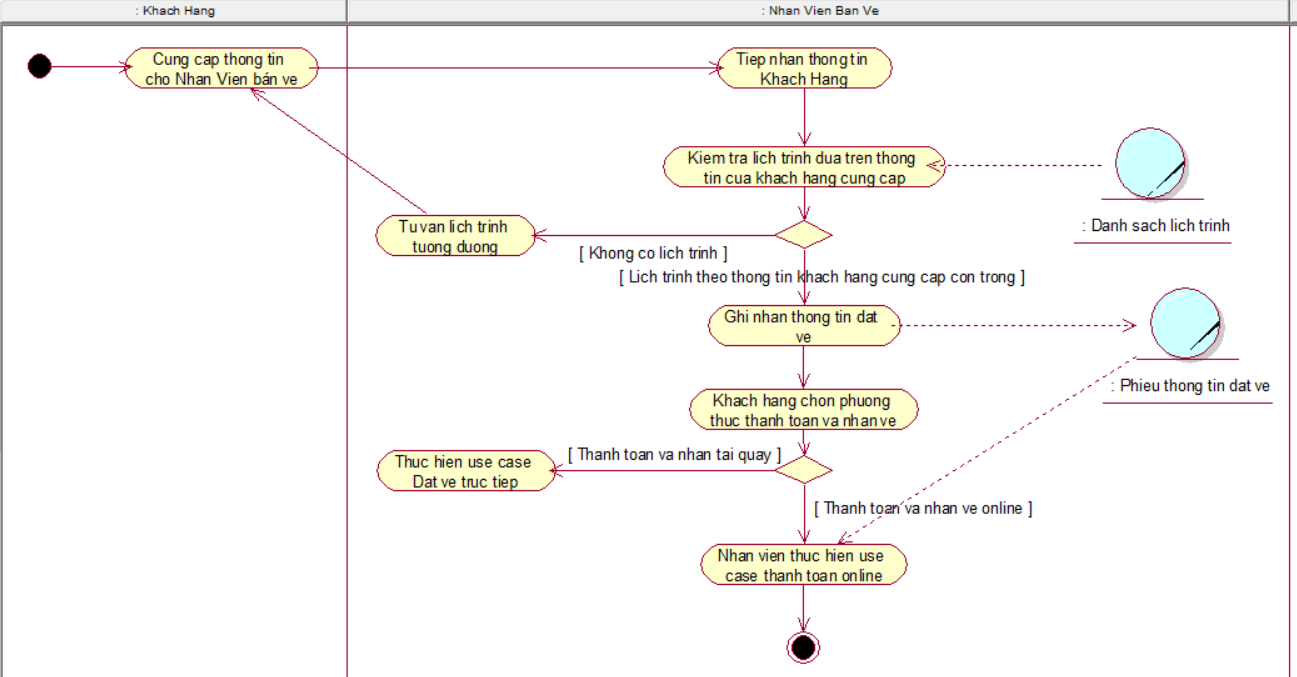 : Khach Hang
: Nhan Vien Ban Ve
Cung cap thong tin
cho Nhan Vien bán ve
Tiep nhan thong tin
Khach Hang
Kiem tra lich trinh dua tren thong
tin cua khach hang cung cap
: Danh sach lich trinh
Tu van lich trinh
tuong duong
[ Khong co lich trinh ]
[ Lich trinh theo thong tin khach hang cung cap con trong ]
Ghi nhan thong tin dat
ve
: Phieu thong tin dat ve
Khach hang chon phuong
thuc thanh toan va nhan ve
[ Thanh toan va nhan tai quay ]
Thuc hien use case
Dat ve truc tiep
[ Thanh toan va nhan ve online ]
Nhan vien thuc hien use
case thanh toan online